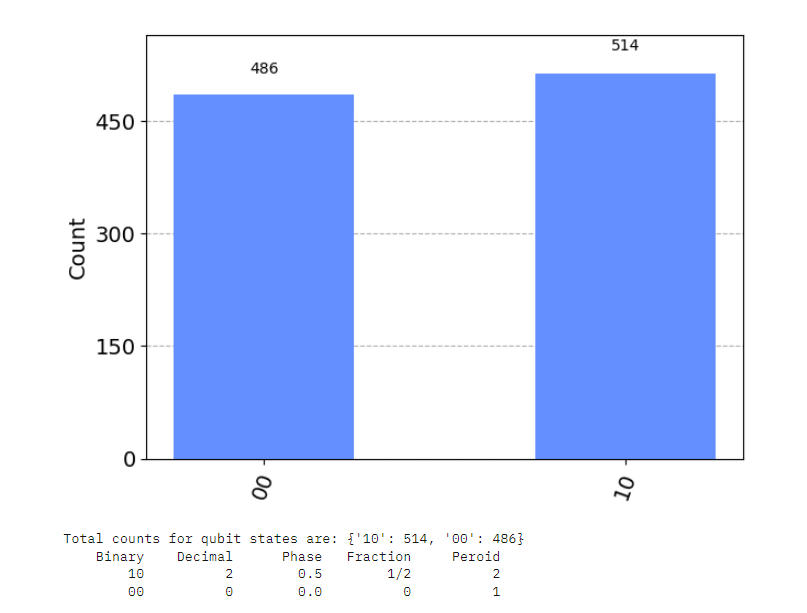 514
486
450
300
150
0
Count
00
10
Total counts for qubit states are: {'10': 514, '00': 486}
Binary Decimal Phase Fraction Peroid
10 2 0.5 1/2 2
00 0 0.0 0 1